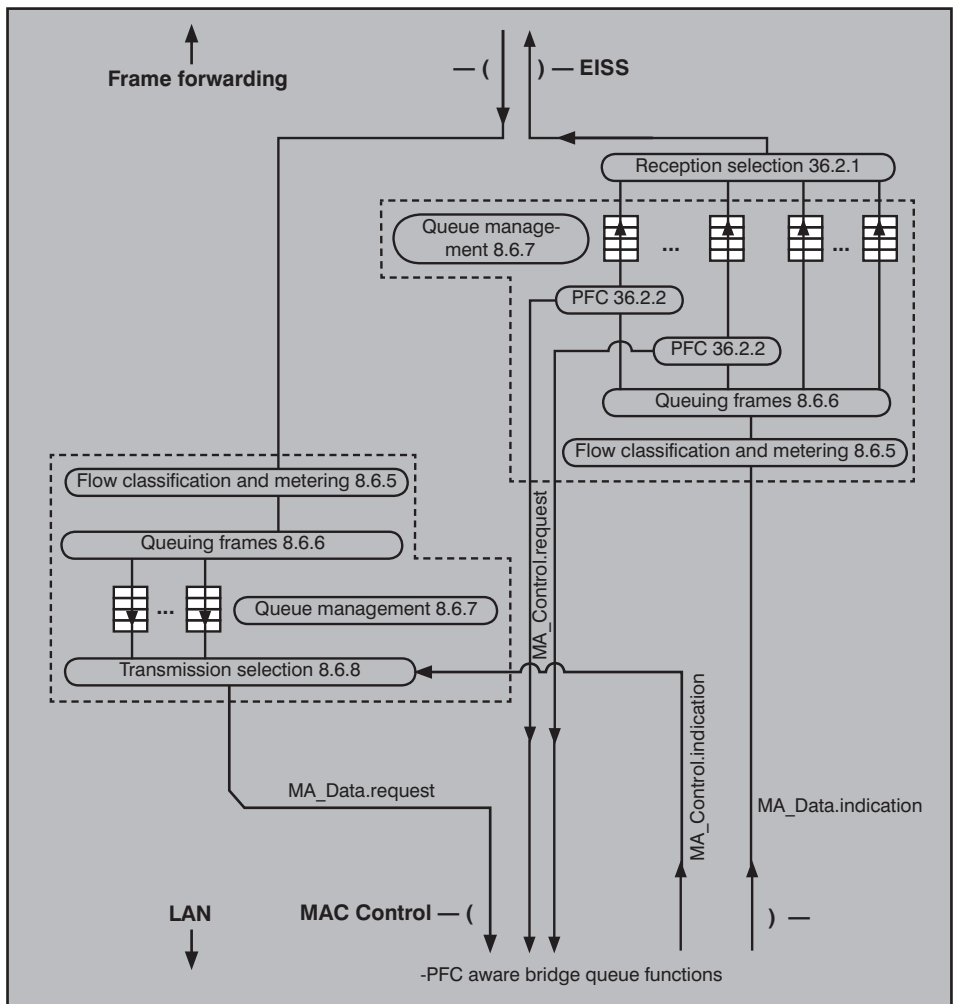 Frame forwarding
— ( ) — EISS
Reception selection 36.2.1
Queue manage-
ment 8.6.7
...
...
PFC 36.2.2
PFC 36.2.2
Queuing frames 8.6.6
Flow classification and metering 8.6.5
Flow classification and metering 8.6.5
Queuing frames 8.6.6
...
Queue management 8.6.7
Transmission selection 8.6.8
MA_Control.request
MA_Control.indication
MA_Data.request
MA_Data.indication
LAN
MAC Control — ( ) —
-PFC aware bridge queue functions